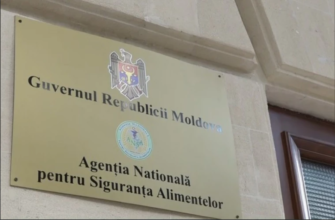 Guvernul Republicii Moldova
Agenția Națională
pentru Siguranța Alimentelor